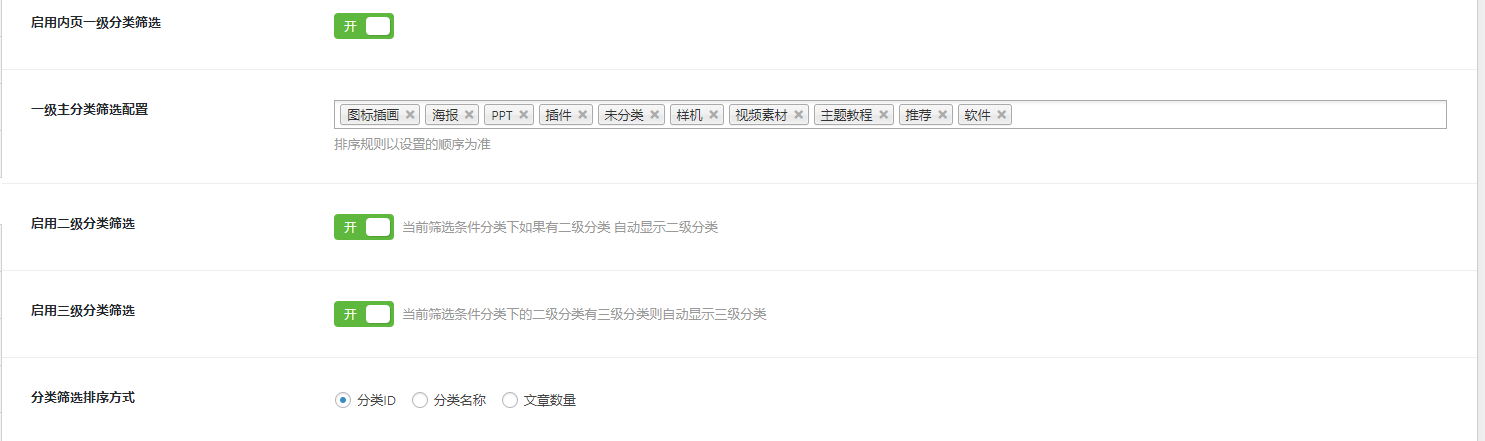 启用内页一级分类筛选 开
一级主分类筛选配置 图标插画 × 海报 × PPT × 插件 × 未分类 × 样机 × 视频素材 × 主题教程 × 推荐 × 软件 ×
排序规则以设置的顺序为准
启用二级分类筛选 开 当前筛选条件分类下如果有二级分类 自动显示二级分类
启用三级分类筛选 开 当前筛选条件分类下的二级分类有三级分类则自动显示三级分类
分类筛选排序方式 分类ID 分类名称 文章数量